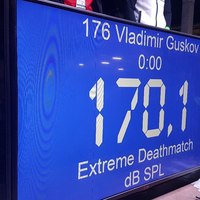 176 Vladimir Guskov
0:00
170.1
Extreme Deathmatch
dB SPL